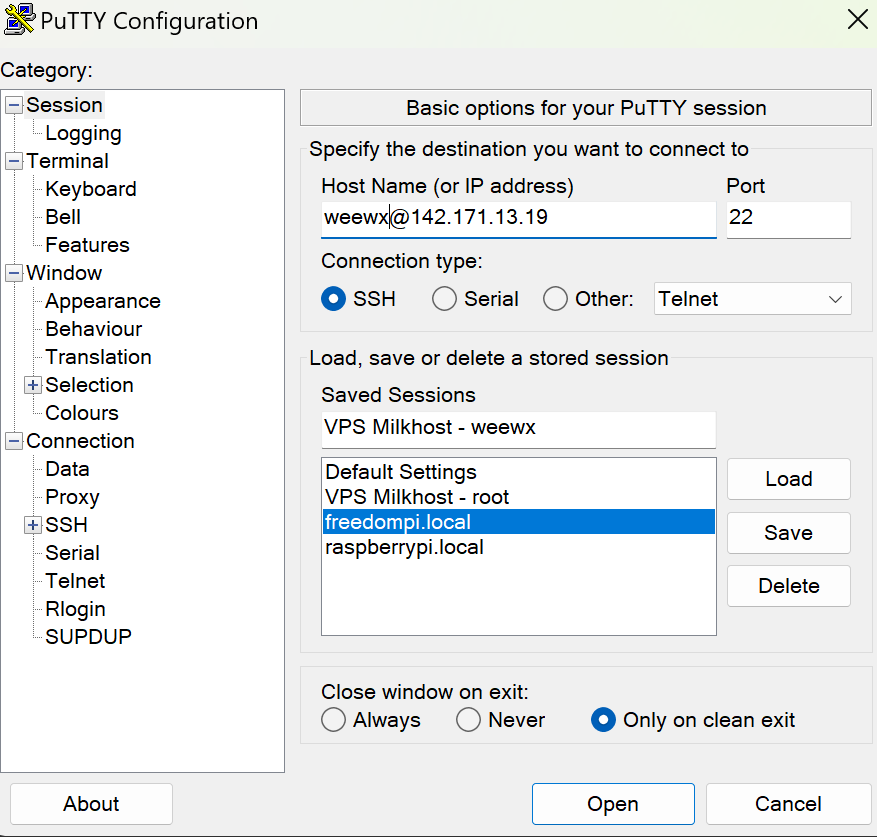 PuTTY Configuration
Category:
Session
Logging
Terminal
Keyboard
Bell
Features
Window
Appearance
Behaviour
Translation
Selection
Colours
Connection
Data
Proxy
SSH
Serial
Telnet
Rlogin
SUPDUP
Basic options for your PuTTY session
Specify the destination you want to connect to
Host Name (or IP address) Port
weewx@142.171.13.19 22
Connection type:
SSH Serial Other: Telnet
Load, save or delete a stored session
Saved Sessions
VPS Milkhost - weewx
Default Settings
VPS Milkhost - root
freedompi.local
raspberrypi.local
Load
Save
Delete
Close window on exit:
Always Never Only on clean exit
About Open Cancel